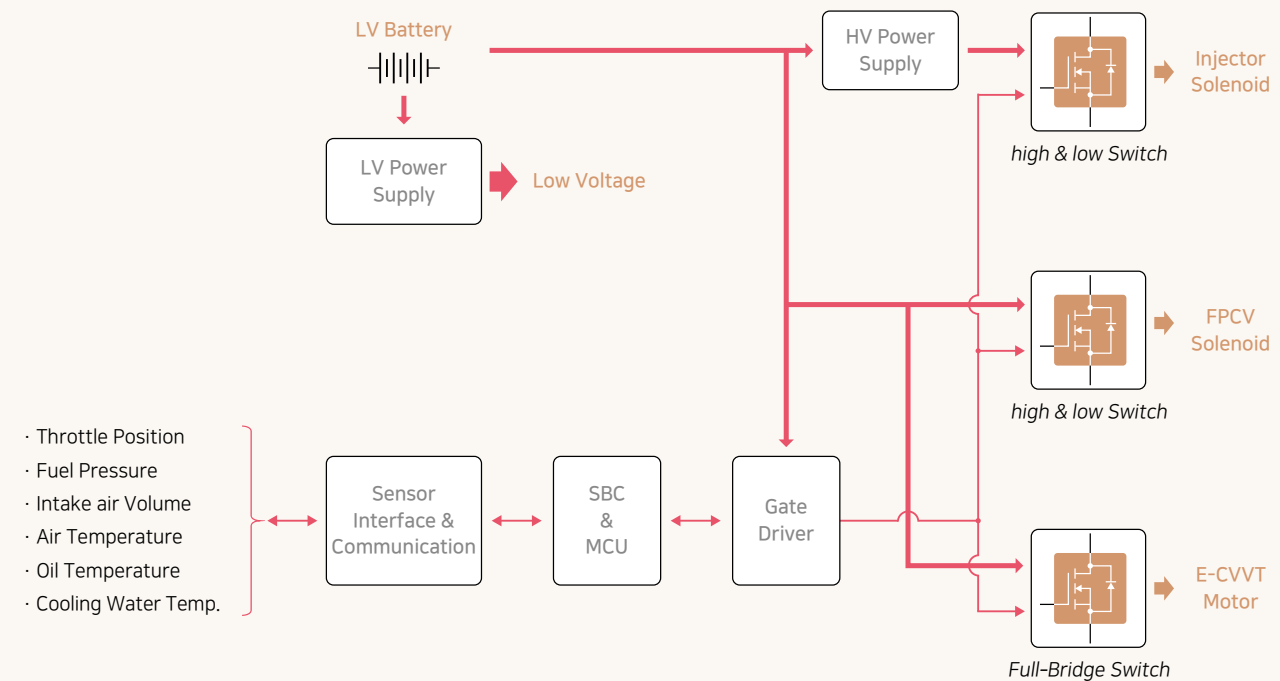 LV Battery
HV Power
Supply
Injector
Solenoid
high & low Switch
LV Power
Supply
Low Voltage
FPCV
Solenoid
high & low Switch
· Throttle Position
· Fuel Pressure
· Intake air Volume
· Air Temperature
· Oil Temperature
· Cooling Water Temp.
Sensor
Interface &
Communication
SBC
&
MCU
Gate
Driver
E-CVVT
Motor
Full-Bridge Switch